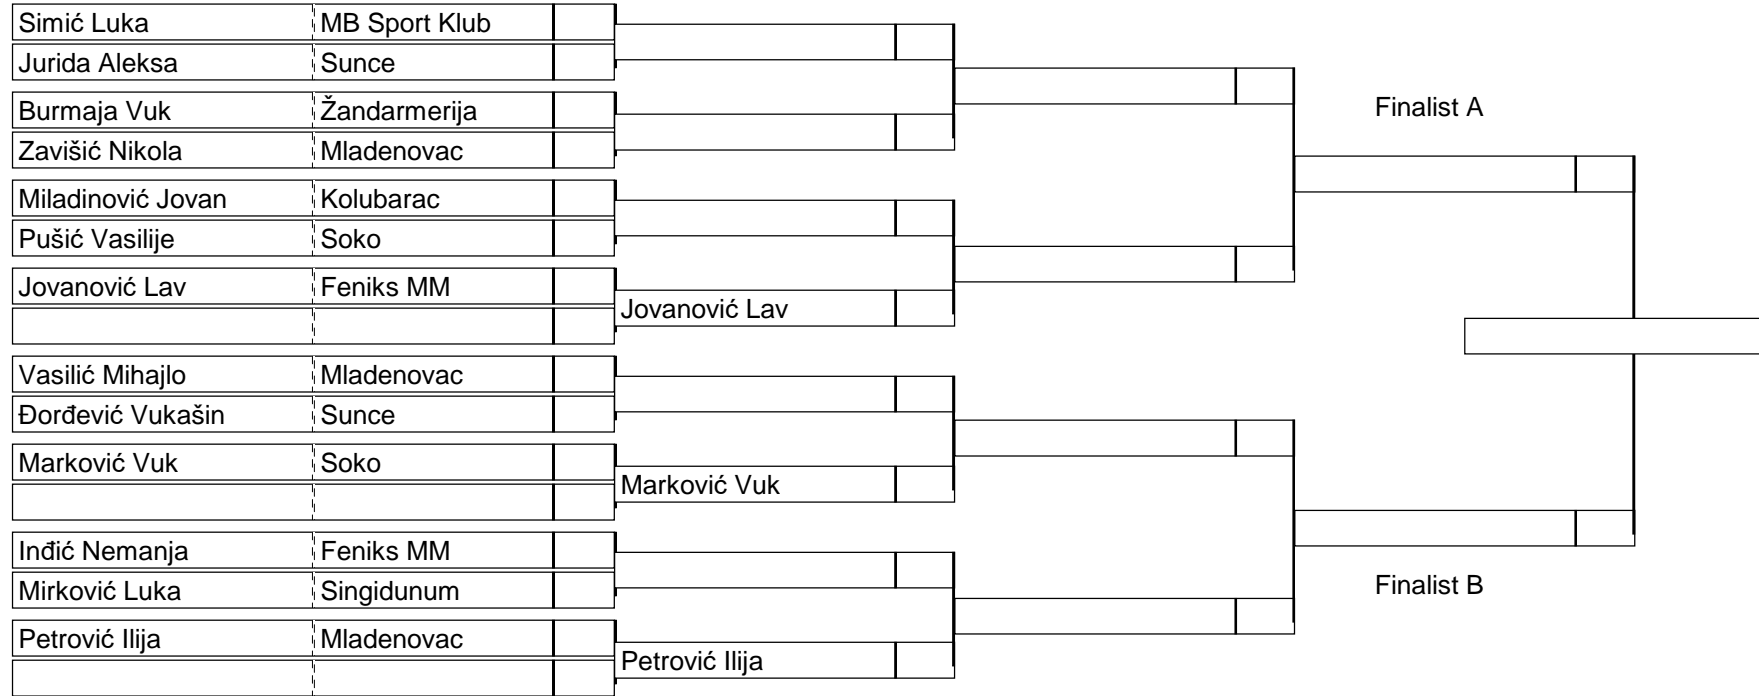 Simić Luka MB Sport Klub
Jurida Aleksa Sunce
Burmaja Vuk Žandarmerija
Finalist A
Zavišić Nikola Mladenovac
Miladinović Jovan Kolubarac
Pušić Vasilije Soko
Jovanović Lav Feniks MM
Jovanović Lav
Vasilić Mihajlo Mladenovac
Đorđević Vukašin Sunce
Marković Vuk Soko
Marković Vuk
Inđić Nemanja Feniks MM
Mirković Luka Singidunum
Finalist B
Petrović Ilija Mladenovac
Petrović Ilija